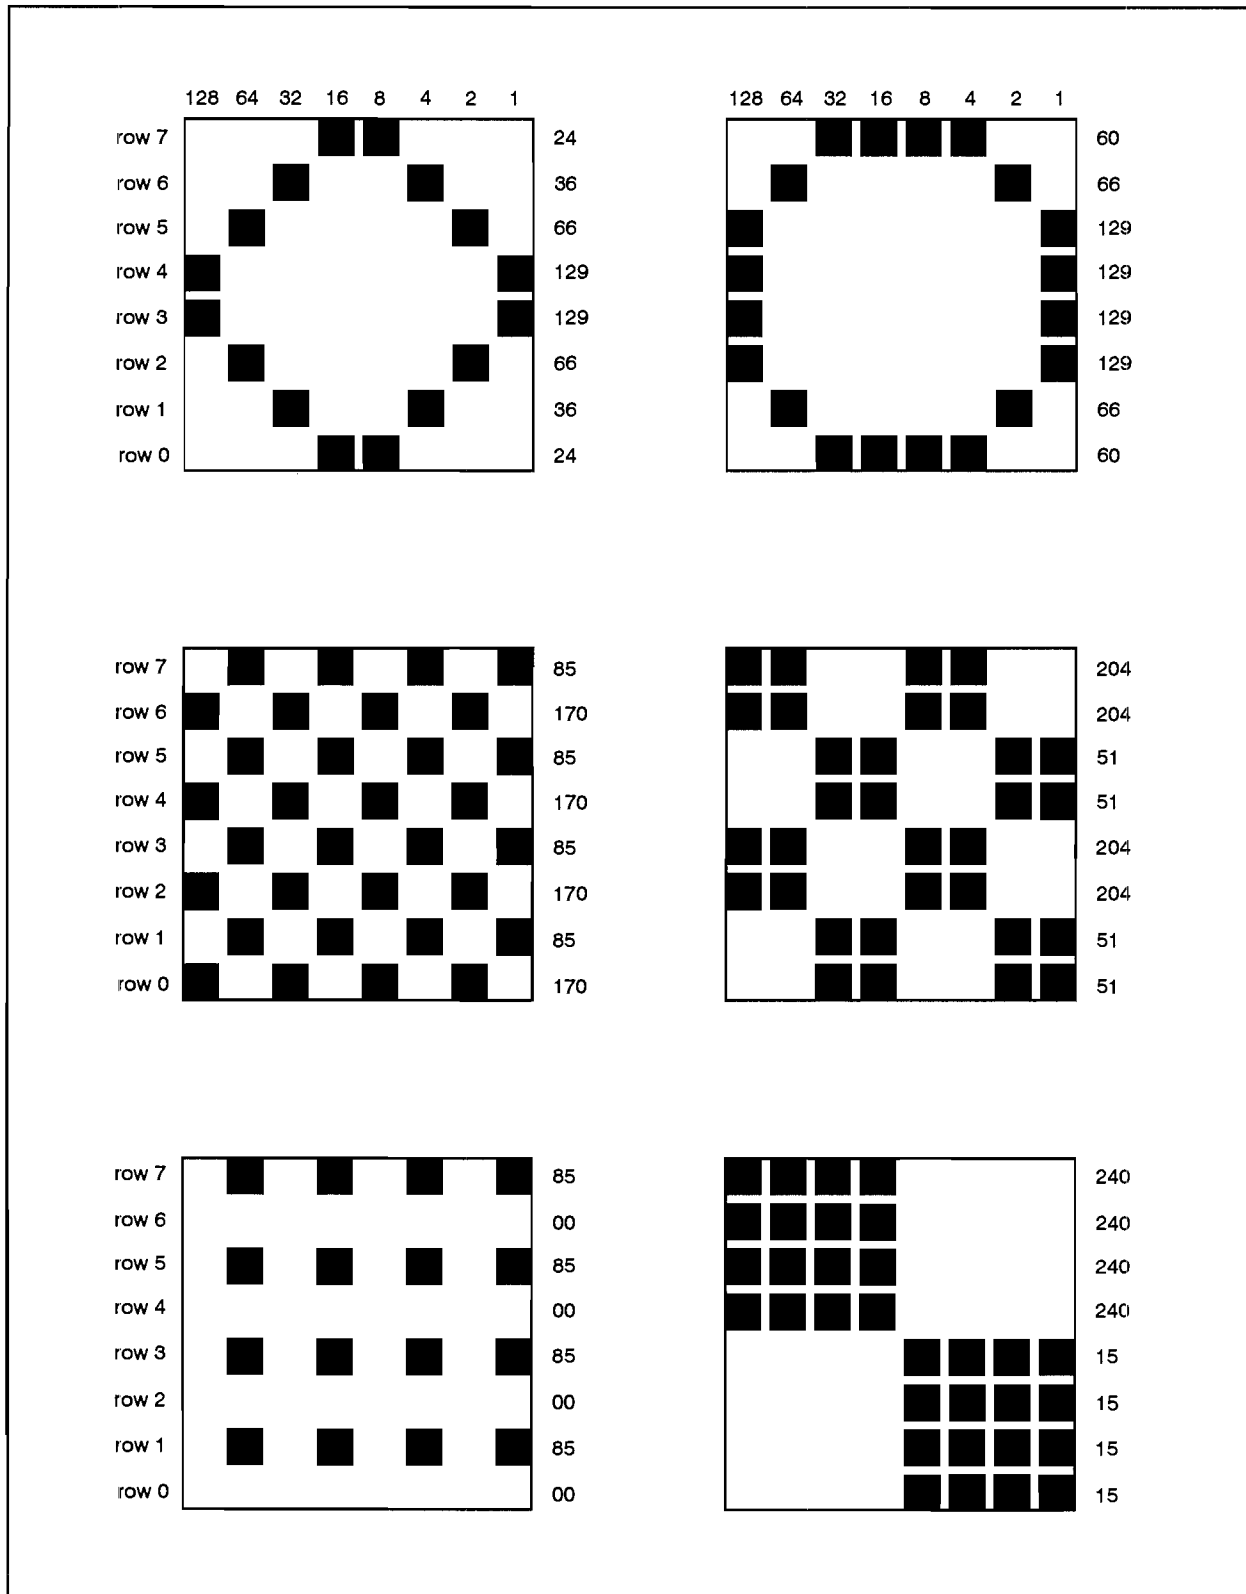 128 64 32 16 8 4 2 1 128 64 32 16 8 4 2 1
row 7 24 60
row 6 36 66
row 5 66 129
row 4 129 129
row 3 129 129
row 2 66 129
row 1 36 66
row 0 24 60
row 7 85 204
row 6 170 204
row 5 85 51
row 4 170 51
row 3 85 204
row 2 170 204
row 1 85 51
row 0 170 51
row 7 85 240
row 6 00 240
row 5 85 240
row 4 00 240
row 3 85 15
row 2 00 15
row 1 85 15
row 0 00 15